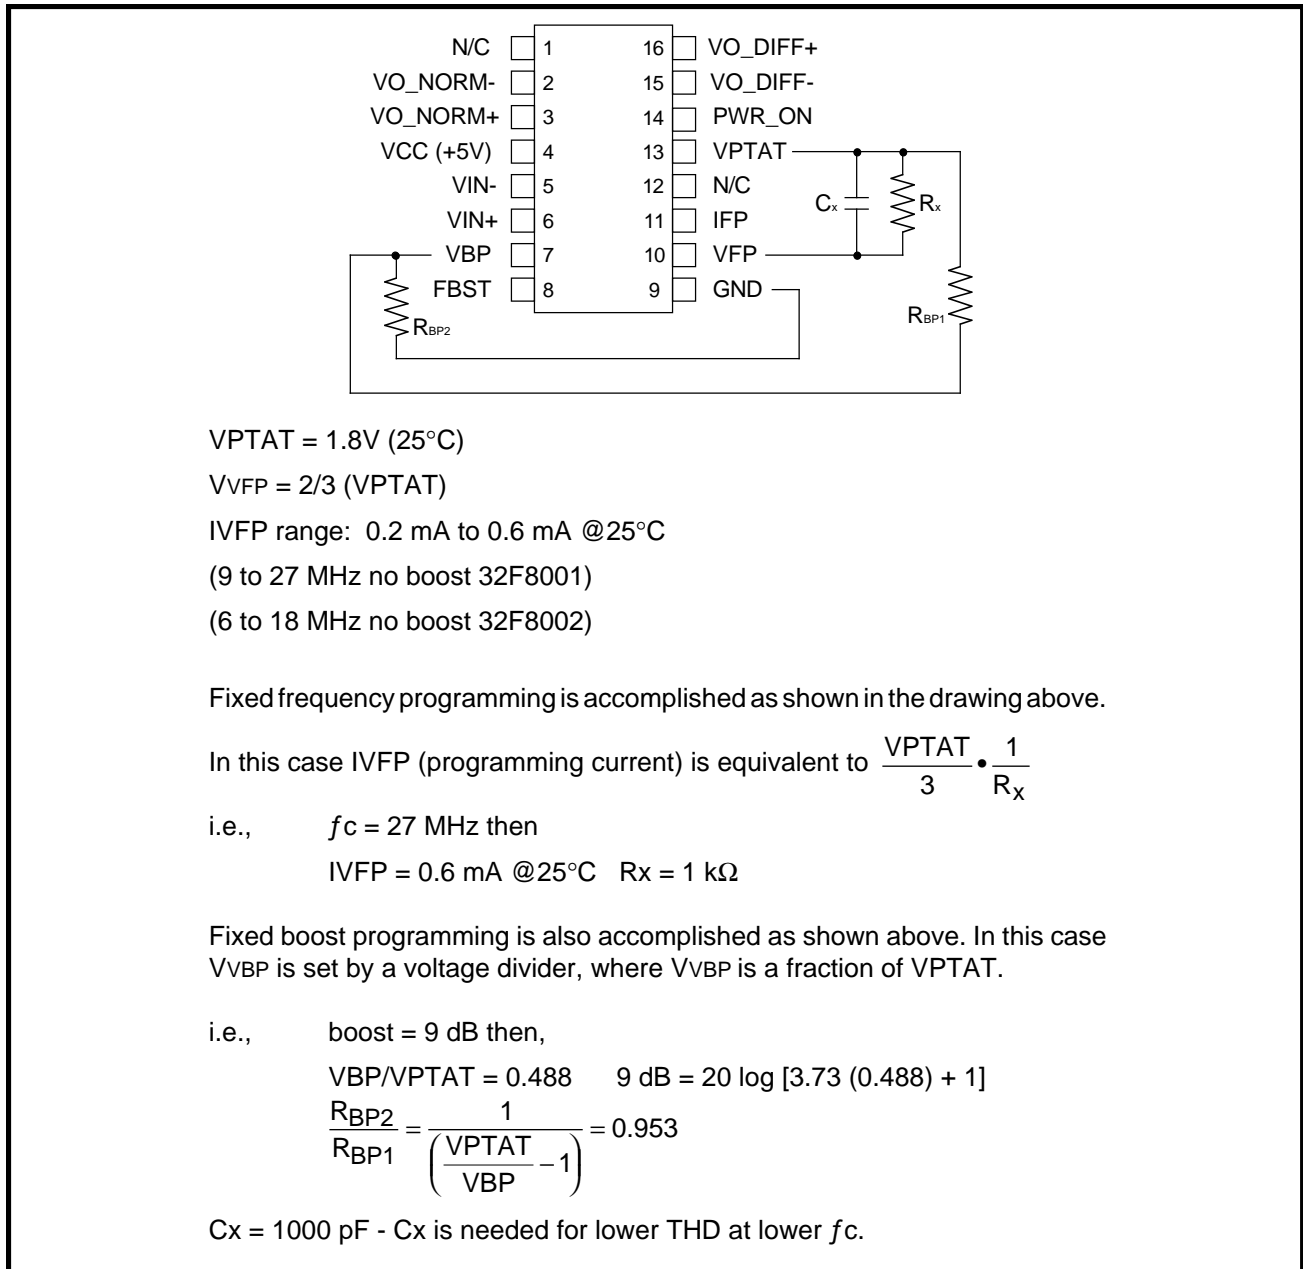 N/C 1 16 VO_DIFF+
VO_NORM- 2 15 VO_DIFF-
VO_NORM+ 3 14 PWR_ON
VCC (+5V) 4 13 VPTAT
VIN- 5 12 N/C Cx Rx
VIN+ 6 11 IFP
VBP 7 10 VFP
FBST 8 9 GND
RBP2 RBP1
VPTAT = 1.8V (25°C)
VVFP = 2/3 (VPTAT)
IVFP range: 0.2 mA to 0.6 mA @25°C
(9 to 27 MHz no boost 32F8001)
(6 to 18 MHz no boost 32F8002)
Fixed frequency programming is accomplished as shown in the drawing above.
In this case IVFP (programming current) is equivalent to VPTAT/3 • 1/Rx
i.e., ƒc = 27 MHz then
IVFP = 0.6 mA @25°C Rx = 1 kΩ
Fixed boost programming is also accomplished as shown above. In this case
VVBP is set by a voltage divider, where VVBP is a fraction of VPTAT.
i.e., boost = 9 dB then,
VBP/VPTAT = 0.488 9 dB = 20 log [3.73 (0.488) + 1]
RBP2/RBP1 = 1/(VPTAT/VBP − 1) = 0.953
Cx = 1000 pF - Cx is needed for lower THD at lower ƒc.